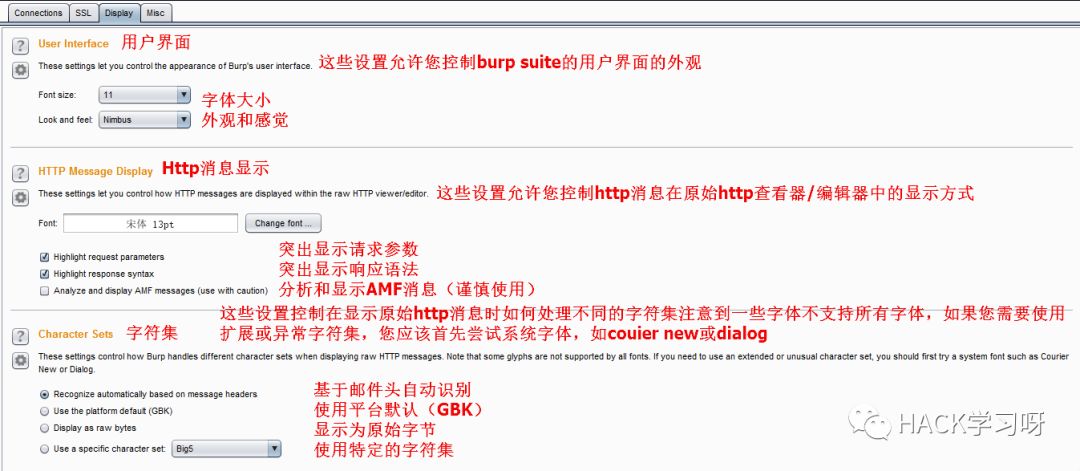 Connections SSL Display Misc
User Interface 用户界面
These settings let you control the appearance of Burp's user interface. 这些设置允许您控制burp suite的用户界面的外观
Font size: 11 字体大小
Look and feel: Nimbus 外观和感觉
HTTP Message Display Http消息显示
These settings let you control how HTTP messages are displayed within the raw HTTP viewer/editor. 这些设置允许您控制http消息在原始http查看器/编辑器中的显示方式
Font: 宋体 13pt Change font ...
Highlight request parameters 突出显示请求参数
Highlight response syntax 突出显示响应语法
Analyze and display AMF messages (use with caution) 分析和显示AMF消息（谨慎使用）
这些设置控制在显示原始http消息时如何处理不同的字符集注意到一些字体不支持所有字体，如果您需要使用
Character Sets 字符集 扩展或异常字符集，您应该首先尝试系统字体，如couier new或dialog
These settings control how Burp handles different character sets when displaying raw HTTP messages. Note that some glyphs are not supported by all fonts. If you need to use an extended or unusual character set, you should first try a system font such as Courier
New or Dialog.
Recognize automatically based on message headers 基于邮件头自动识别
Use the platform default (GBK) 使用平台默认（GBK）
Display as raw bytes 显示为原始字节
Use a specific character set: Big5 使用特定的字符集
HACK学习呀